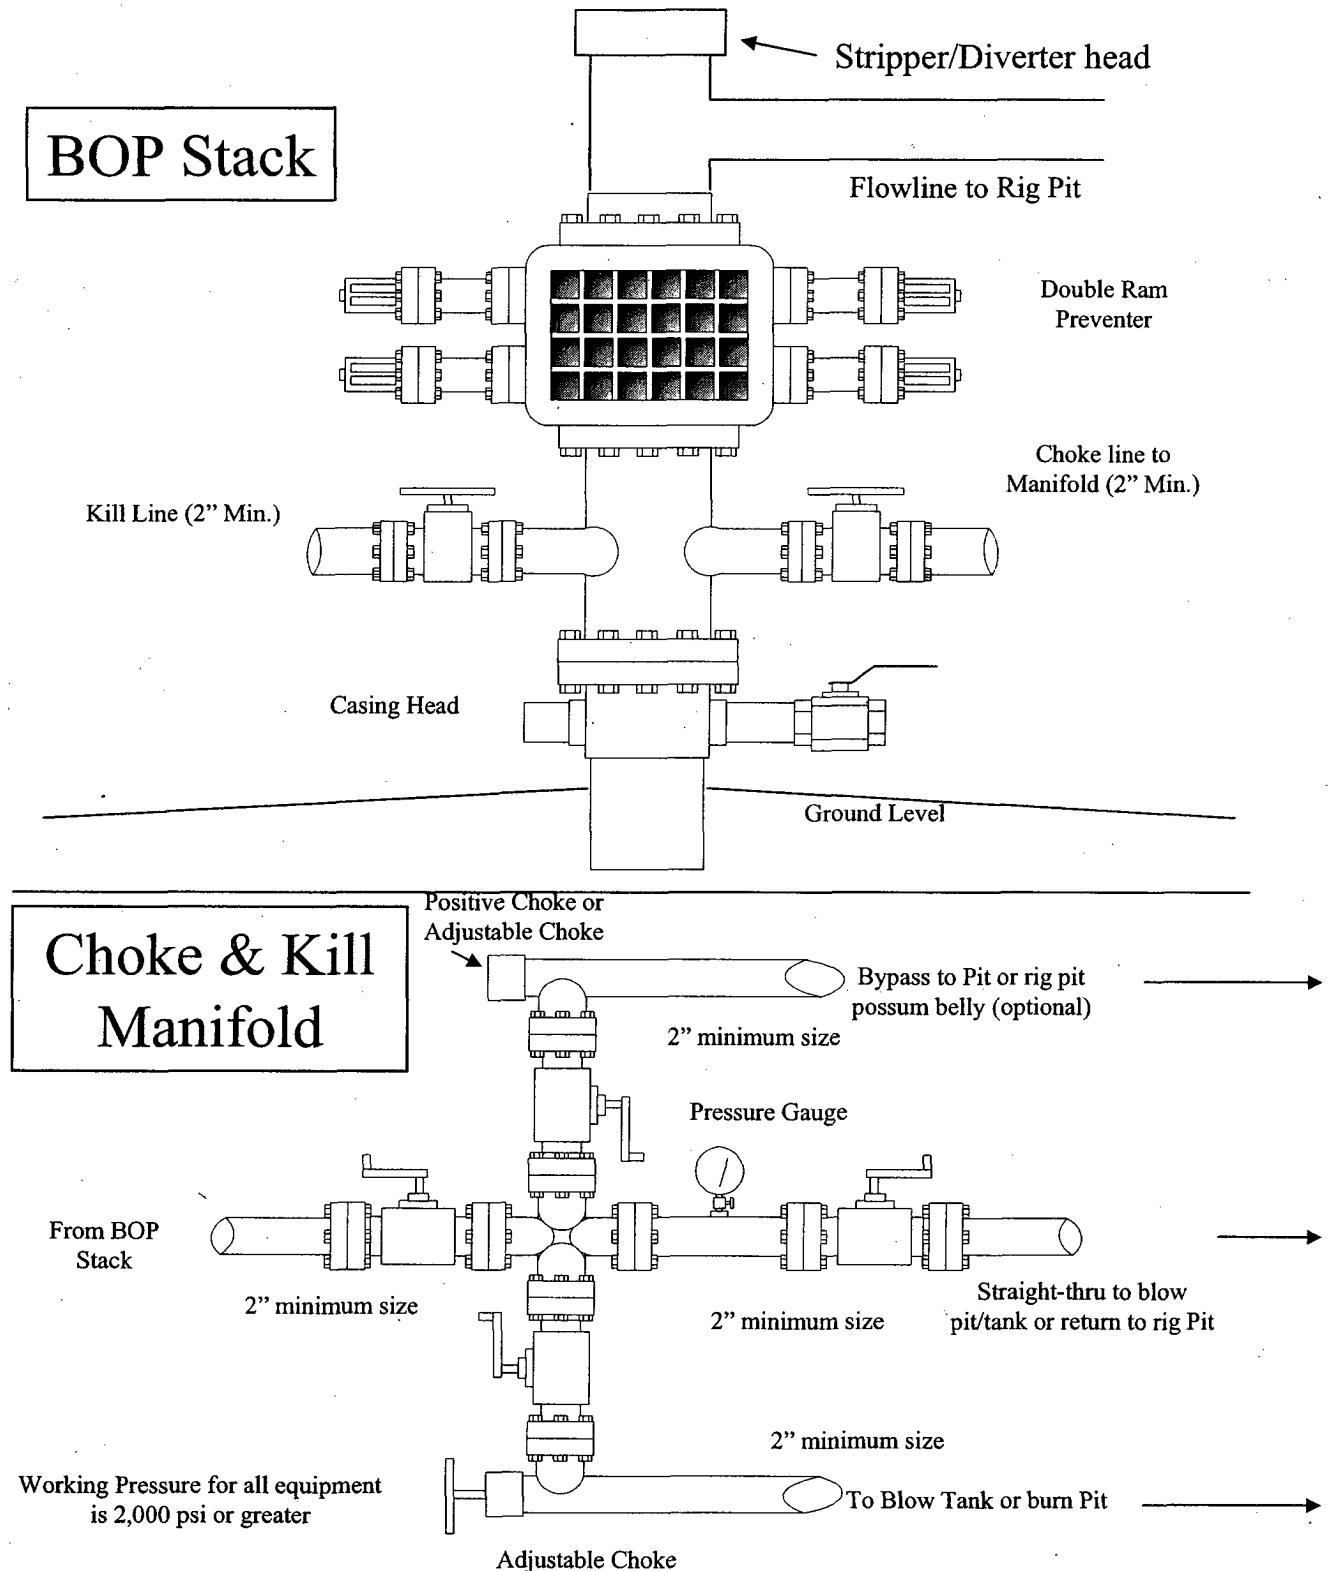 Stripper/Diverter head
BOP Stack
Flowline to Rig Pit
Double Ram
Preventer
Choke line to
Manifold (2” Min.)
Kill Line (2” Min.)
Casing Head
Ground Level
Positive Choke or
Adjustable Choke
Choke & Kill
Manifold
Bypass to Pit or rig pit
possum belly (optional)
2” minimum size
Pressure Gauge
From BOP
Stack
2” minimum size
2” minimum size
Straight-thru to blow
pit/tank or return to rig Pit
2” minimum size
Working Pressure for all equipment
is 2,000 psi or greater
To Blow Tank or burn Pit
Adjustable Choke